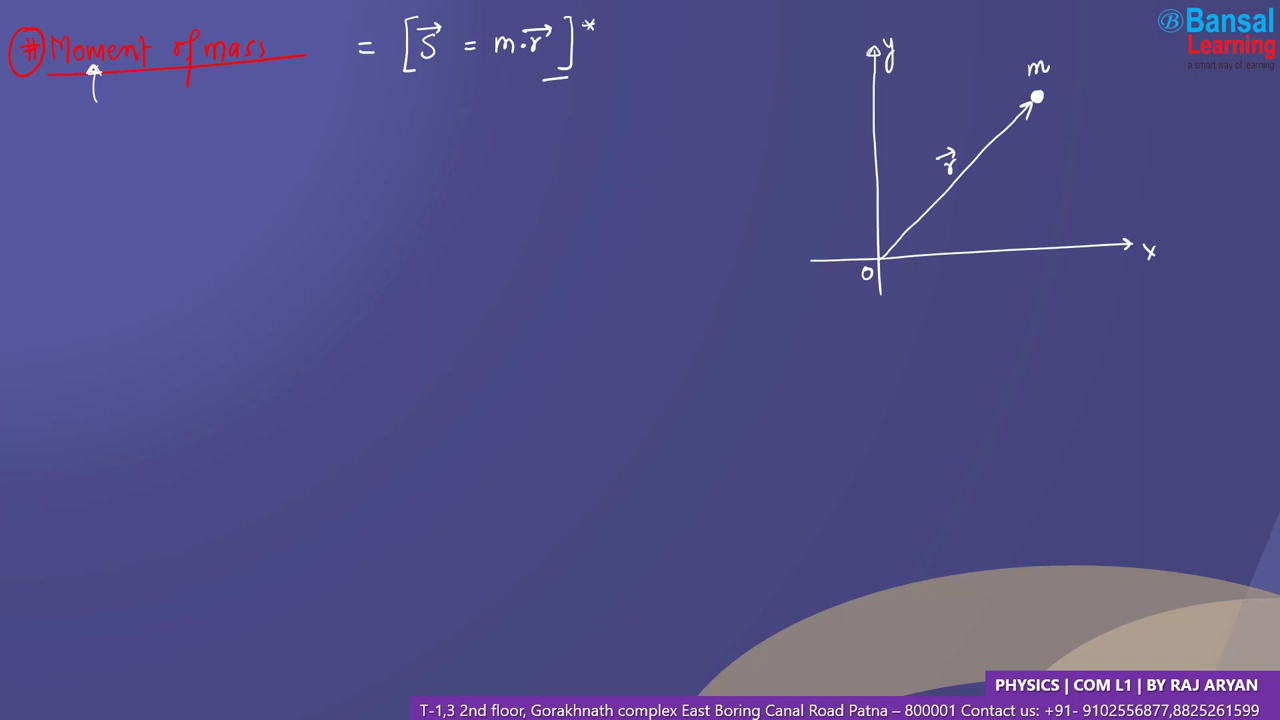 # Moment of mass = [S⃗ = m·r⃗]*
y
m
r⃗
x
O
Ⓑ Bansal
Learning
a smart way of learning
PHYSICS | COM L1 | BY RAJ ARYAN
T-1,3 2nd floor, Gorakhnath complex East Boring Canal Road Patna – 800001 Contact us: +91- 9102556877,8825261599